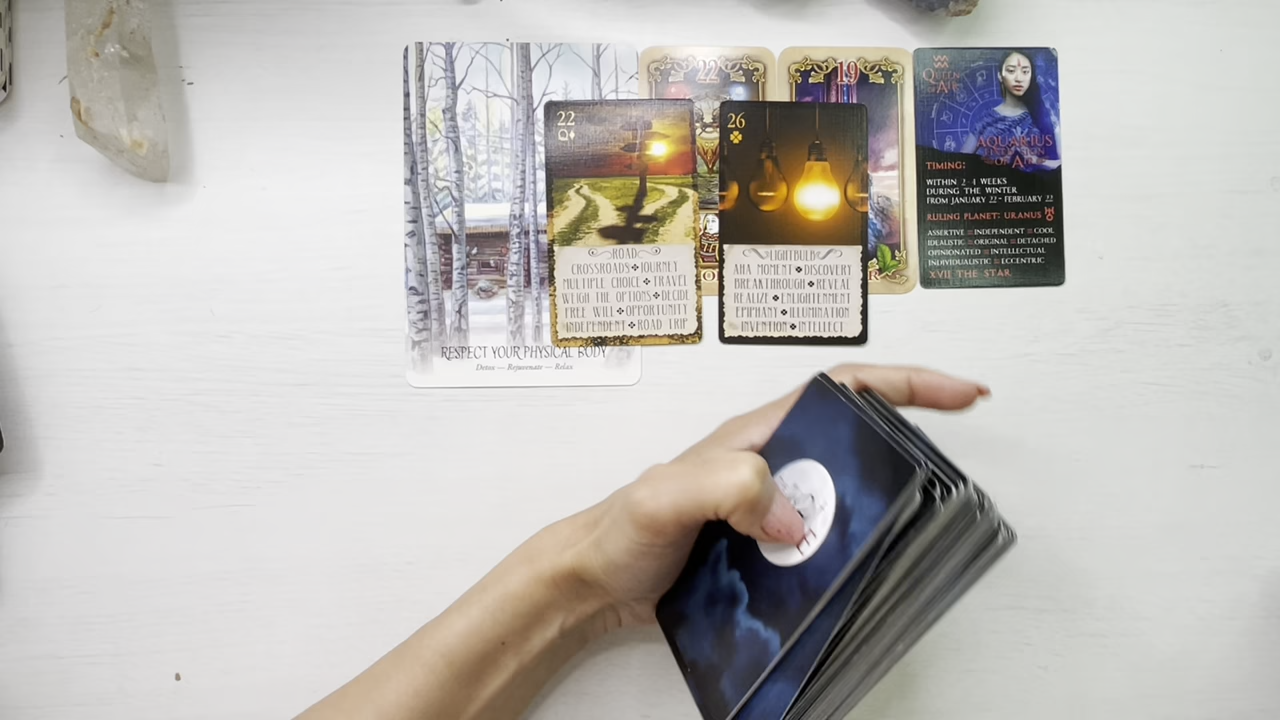 22
Q♦
ROAD
CROSSROADS ❖ JOURNEY
MULTIPLE CHOICE ❖ TRAVEL
WEIGH THE OPTIONS ❖ DECIDE
FREE WILL ❖ OPPORTUNITY
INDEPENDENT ❖ ROAD TRIP
RESPECT YOUR PHYSICAL BODY
Detox — Rejuvenate — Relax
22
26
LIGHTBULB
AHA MOMENT ❖ DISCOVERY
BREAKTHROUGH ❖ REVEAL
REALIZE ❖ ENLIGHTENMENT
EPIPHANY ❖ ILLUMINATION
INVENTION ❖ INTELLECT
19
R
QUEEN
OF AIR
AQUARIUS
OF AIR
TIMING:
WITHIN 2-4 WEEKS
DURING THE WINTER
FROM JANUARY 22 - FEBRUARY 22
RULING PLANET: URANUS
ASSERTIVE = INDEPENDENT = COOL
IDEALISTIC = ORIGINAL = DETACHED
OPINIONATED = INTELLECTUAL
INDIVIDUALISTIC = ECCENTRIC
XVII THE STAR